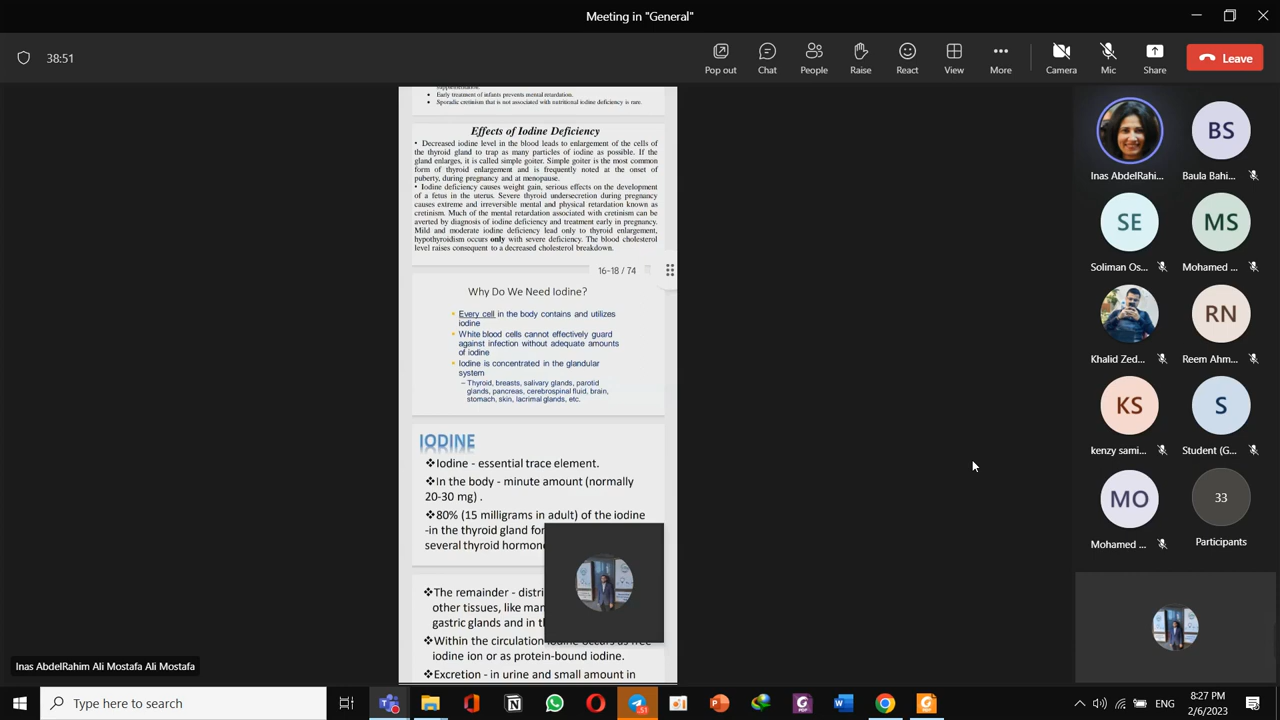 Meeting in "General"
38:51
Pop out
Chat
People
Raise
React
View
More
Camera
Mic
Share
Leave
supplementation.
• Early treatment of infants prevents mental retardation.
• Sporadic cretinism that is not associated with nutritional iodine deficiency is rare.
Effects of Iodine Deficiency
• Decreased iodine level in the blood leads to enlargement of the cells of
the thyroid gland to trap as many particles of iodine as possible. If the
gland enlarges, it is called simple goiter. Simple goiter is the most common
form of thyroid enlargement and is frequently noted at the onset of
puberty, during pregnancy and at menopause.
• Iodine deficiency causes weight gain, serious effects on the development
of a fetus in the uterus. Severe thyroid undersecretion during pregnancy
causes extreme and irreversible mental and physical retardation known as
cretinism. Much of the mental retardation associated with cretinism can be
averted by diagnosis of iodine deficiency and treatment early in pregnancy.
Mild and moderate iodine deficiency lead only to thyroid enlargement,
hypothyroidism occurs only with severe deficiency. The blood cholesterol
level raises consequent to a decreased cholesterol breakdown.
16-18 / 74
Why Do We Need Iodine?
• Every cell in the body contains and utilizes
iodine
• White blood cells cannot effectively guard
against infection without adequate amounts
of iodine
• Iodine is concentrated in the glandular
system
– Thyroid, breasts, salivary glands, parotid
glands, pancreas, cerebrospinal fluid, brain,
stomach, skin, lacrimal glands, etc.
IODINE
❖Iodine - essential trace element.
❖In the body - minute amount (normally
20-30 mg) .
❖80% (15 milligrams in adult) of the iodine
-in the thyroid gland for
several thyroid hormon
❖The remainder - distri
other tissues, like mam
gastric glands and in t
❖Within the circulation iodine occurs as free
iodide ion or as protein-bound iodine.
❖Excretion - in urine and small amount in
Inas AbdelRahim Ali Mostafa Ali Mostafa
Inas AbdelRahi...
BS
Baula Bahi...
SE
Sliman Os...
MS
Mohamed ...
Khalid Zed...
RN
Reem Ahm...
KS
kenzy sami...
S
Student (G...
MO
Mohamed ...
33
Participants
Type here to search
51
ENG
8:27 PM
2/6/2023